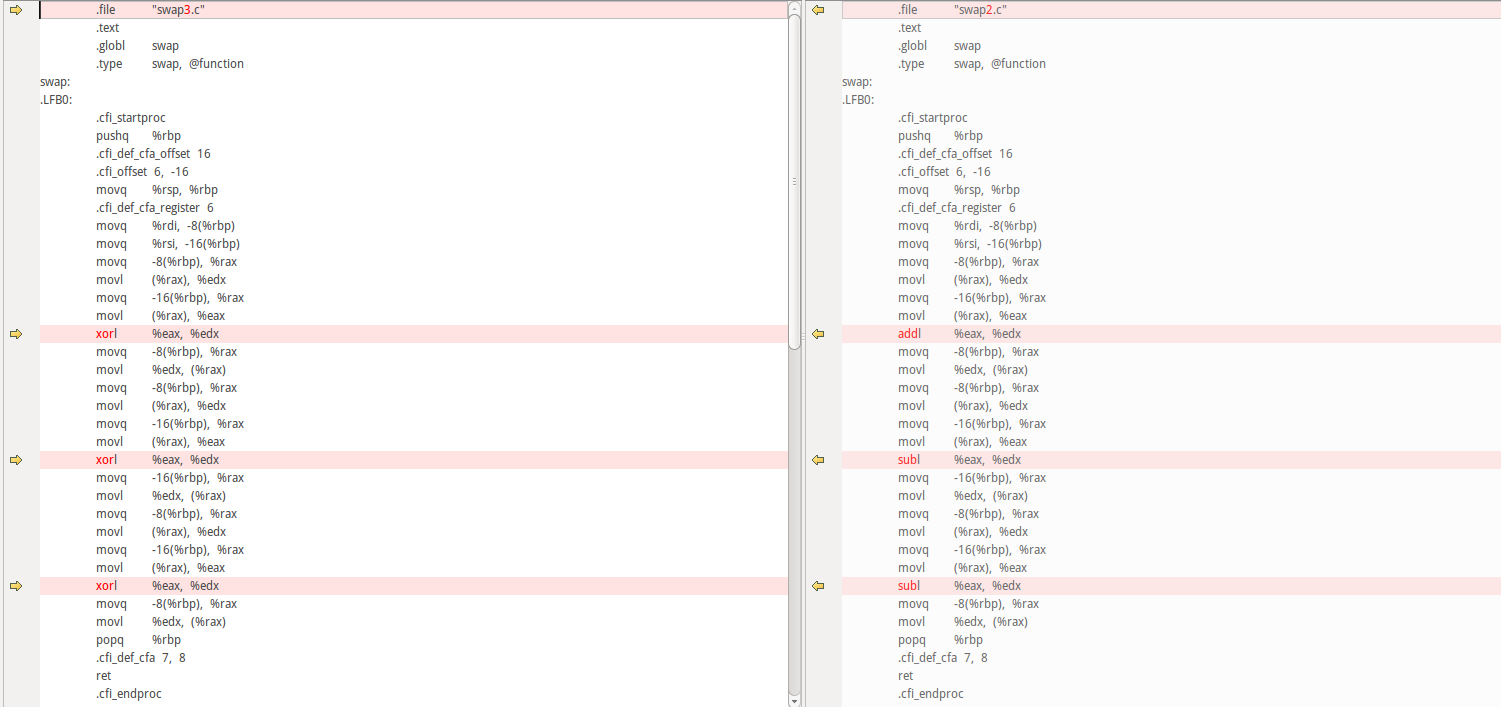 .file "swap3.c"
.text
.globl swap
.type swap, @function
swap:
.LFB0:
.cfi_startproc
pushq %rbp
.cfi_def_cfa_offset 16
.cfi_offset 6, -16
movq %rsp, %rbp
.cfi_def_cfa_register 6
movq %rdi, -8(%rbp)
movq %rsi, -16(%rbp)
movq -8(%rbp), %rax
movl (%rax), %edx
movq -16(%rbp), %rax
movl (%rax), %eax
xorl %eax, %edx
movq -8(%rbp), %rax
movl %edx, (%rax)
movq -8(%rbp), %rax
movl (%rax), %edx
movq -16(%rbp), %rax
movl (%rax), %eax
xorl %eax, %edx
movq -16(%rbp), %rax
movl %edx, (%rax)
movq -8(%rbp), %rax
movl (%rax), %edx
movq -16(%rbp), %rax
movl (%rax), %eax
xorl %eax, %edx
movq -8(%rbp), %rax
movl %edx, (%rax)
popq %rbp
.cfi_def_cfa 7, 8
ret
.cfi_endproc
.file "swap2.c"
.text
.globl swap
.type swap, @function
swap:
.LFB0:
.cfi_startproc
pushq %rbp
.cfi_def_cfa_offset 16
.cfi_offset 6, -16
movq %rsp, %rbp
.cfi_def_cfa_register 6
movq %rdi, -8(%rbp)
movq %rsi, -16(%rbp)
movq -8(%rbp), %rax
movl (%rax), %edx
movq -16(%rbp), %rax
movl (%rax), %eax
addl %eax, %edx
movq -8(%rbp), %rax
movl %edx, (%rax)
movq -8(%rbp), %rax
movl (%rax), %edx
movq -16(%rbp), %rax
movl (%rax), %eax
subl %eax, %edx
movq -16(%rbp), %rax
movl %edx, (%rax)
movq -8(%rbp), %rax
movl (%rax), %edx
movq -16(%rbp), %rax
movl (%rax), %eax
subl %eax, %edx
movq -8(%rbp), %rax
movl %edx, (%rax)
popq %rbp
.cfi_def_cfa 7, 8
ret
.cfi_endproc